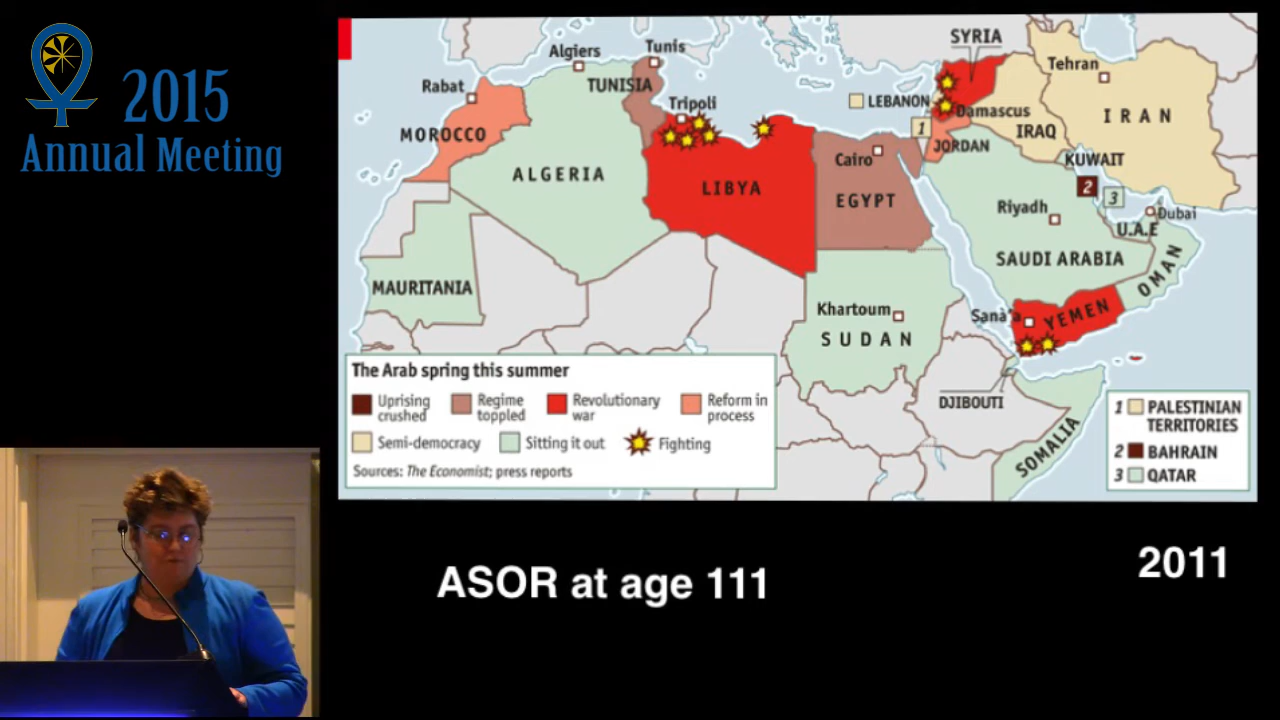 2015
Annual Meeting
SYRIA
Algiers
Tunis
Tehran
Rabat
TUNISIA
Tripoli
LEBANON
Damascus
IRAN
MOROCCO
1
IRAQ
JORDAN
ALGERIA
LIBYA
Cairo
KUWAIT
2
3
EGYPT
Riyadh
Dubai
U.A.E
SAUDI ARABIA
OMAN
MAURITANIA
Khartoum
Sanà'a
YEMEN
SUDAN
DJIBOUTI
SOMALIA
The Arab spring this summer
Uprising crushed
Regime toppled
Revolutionary war
Reform in process
Semi-democracy
Sitting it out
Fighting
Sources: The Economist; press reports
1 PALESTINIAN
TERRITORIES
2 BAHRAIN
3 QATAR
ASOR at age 111
2011